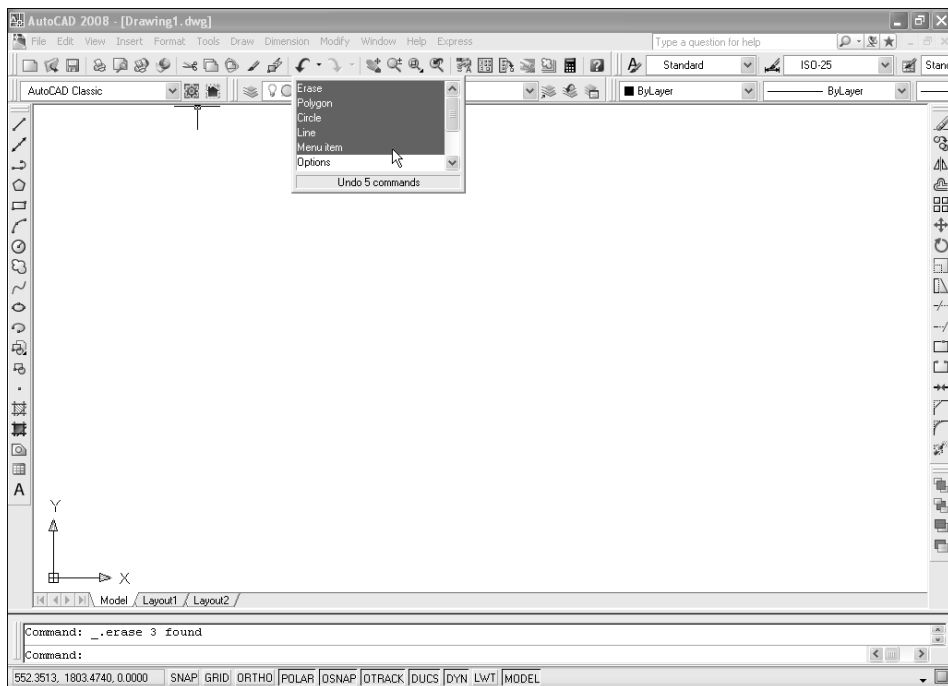 AutoCAD 2008 - [Drawing1.dwg]
File Edit View Insert Format Tools Draw Dimension Modify Window Help Express Type a question for help
A Standard ISO-25 Stan
AutoCAD Classic ByLayer ByLayer
Erase
Polygon
Circle
Line
Menu item
Options
Undo 5 commands
A
Y
X
Model Layout1 Layout2
Command: _.erase 3 found
Command:
552.3513, 1803.4740, 0.0000 SNAP GRID ORTHO POLAR OSNAP OTRACK DUCS DYN LWT MODEL